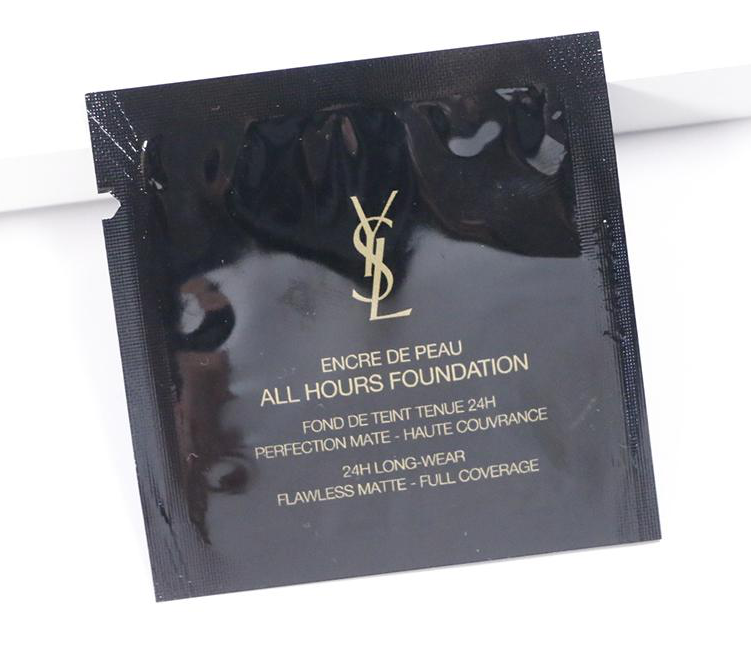 YSL
ENCRE DE PEAU
ALL HOURS FOUNDATION
FOND DE TEINT TENUE 24H
PERFECTION MATE - HAUTE COUVRANCE
24H LONG-WEAR
FLAWLESS MATTE - FULL COVERAGE